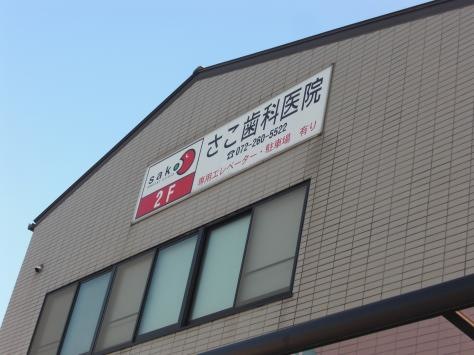 sako
2F
さこ歯科医院
☎072-260-5522
専用エレベーター・駐車場 有り